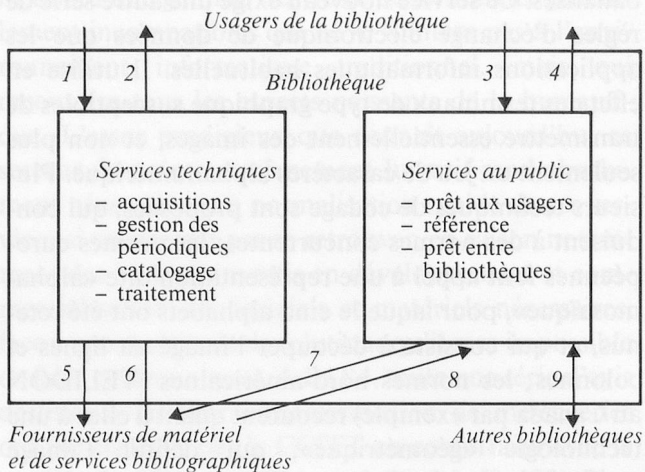 Usagers de la bibliothèque
1 2 3 4
Bibliothèque
Services techniques
– acquisitions
– gestion des
périodiques
– catalogage
– traitement
Services au public
– prêt aux usagers
– référence
– prêt entre
bibliothèques
5 6 7 8 9
Fournisseurs de matériel
et de services bibliographiques
Autres bibliothèques